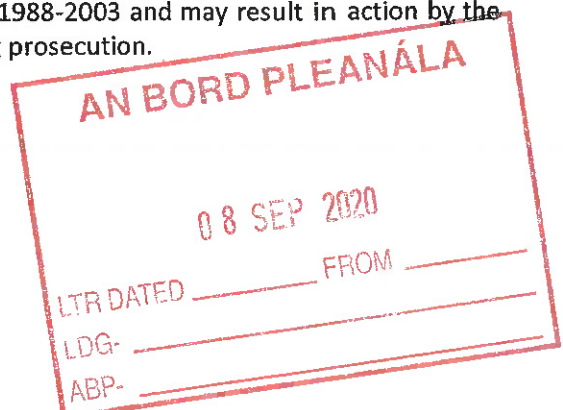 1988-2003 and may result in action by the
prosecution.
AN BORD PLEANÁLA
08 SEP 2020
LTR DATED FROM
LDG-
ABP-